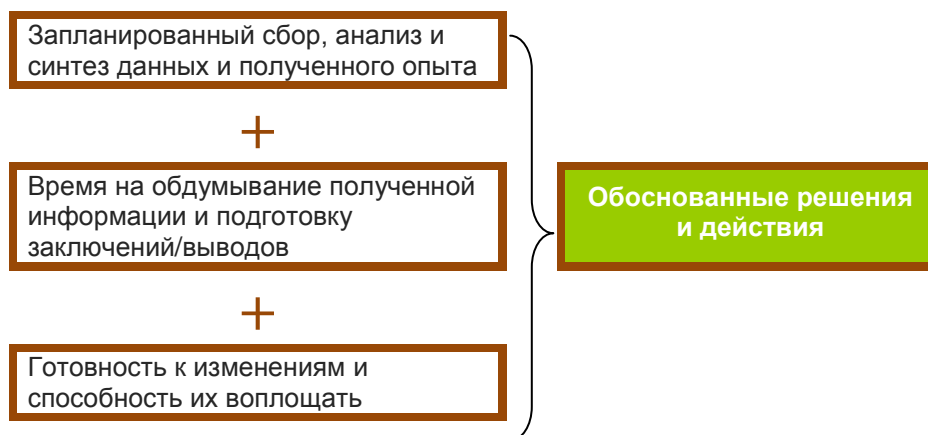 Запланированный сбор, анализ и
синтез данных и полученного опыта
+
Время на обдумывание полученной
информации и подготовку
заключений/выводов
+
Готовность к изменениям и
способность их воплощать
Обоснованные решения
и действия